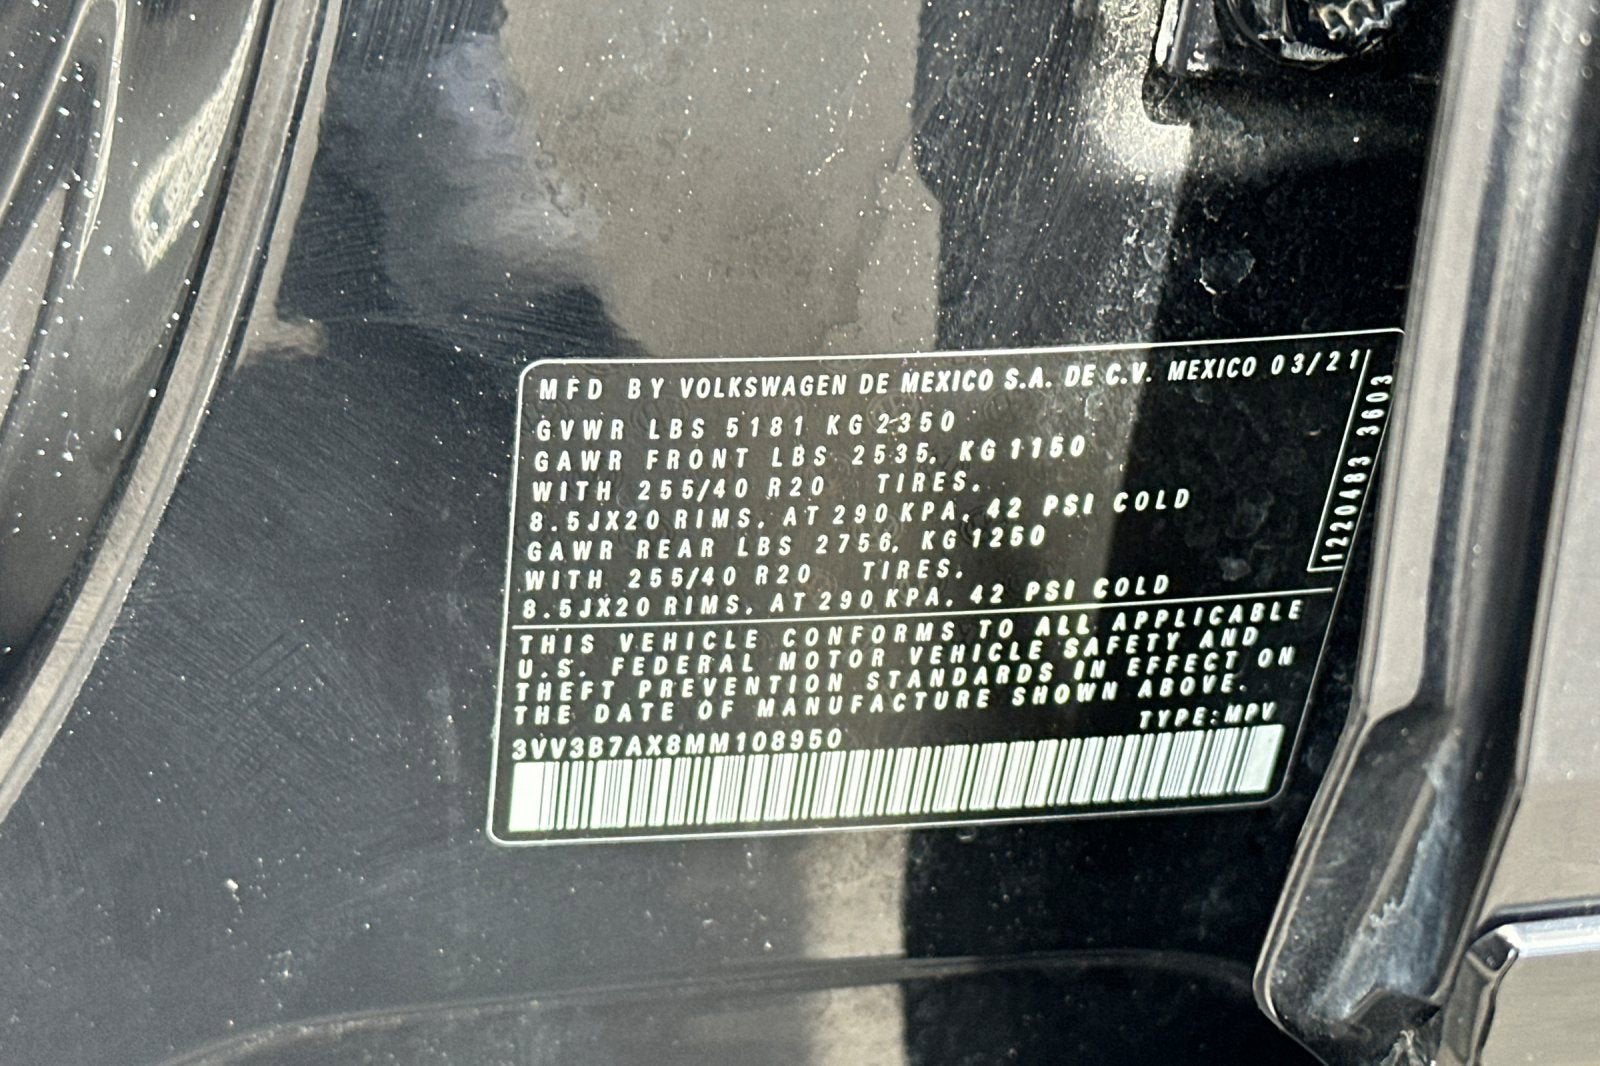 MFD BY VOLKSWAGEN DE MEXICO S.A. DE C.V. MEXICO 03/21
GVWR LBS 5181 KG 2350
GAWR FRONT LBS 2535, KG 1150
WITH 255/40 R20 TIRES.
8.5JX20 RIMS, AT 290 KPA, 42 PSI COLD
GAWR REAR LBS 2756, KG 1250
WITH 255/40 R20 TIRES.
8.5JX20 RIMS, AT 290 KPA, 42 PSI COLD
1220483 3603
THIS VEHICLE CONFORMS TO ALL APPLICABLE
U.S. FEDERAL MOTOR VEHICLE SAFETY AND
THEFT PREVENTION STANDARDS IN EFFECT ON
THE DATE OF MANUFACTURE SHOWN ABOVE.
TYPE: MPV
3VV3B7AX8MM108950